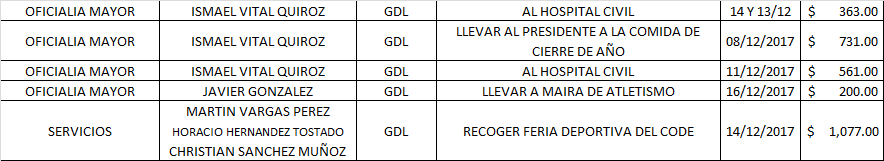 OFICIALIA MAYOR ISMAEL VITAL QUIROZ GDL AL HOSPITAL CIVIL 14 Y 13/12 $ 363.00
OFICIALIA MAYOR ISMAEL VITAL QUIROZ GDL LLEVAR AL PRESIDENTE A LA COMIDA DE CIERRE DE AÑO 08/12/2017 $ 731.00
OFICIALIA MAYOR ISMAEL VITAL QUIROZ GDL AL HOSPITAL CIVIL 11/12/2017 $ 561.00
OFICIALIA MAYOR JAVIER GONZALEZ GDL LLEVAR A MAIRA DE ATLETISMO 16/12/2017 $ 200.00
SERVICIOS MARTIN VARGAS PEREZ HORACIO HERNANDEZ TOSTADO CHRISTIAN SANCHEZ MUÑOZ GDL RECOGER FERIA DEPORTIVA DEL CODE 14/12/2017 $ 1,077.00